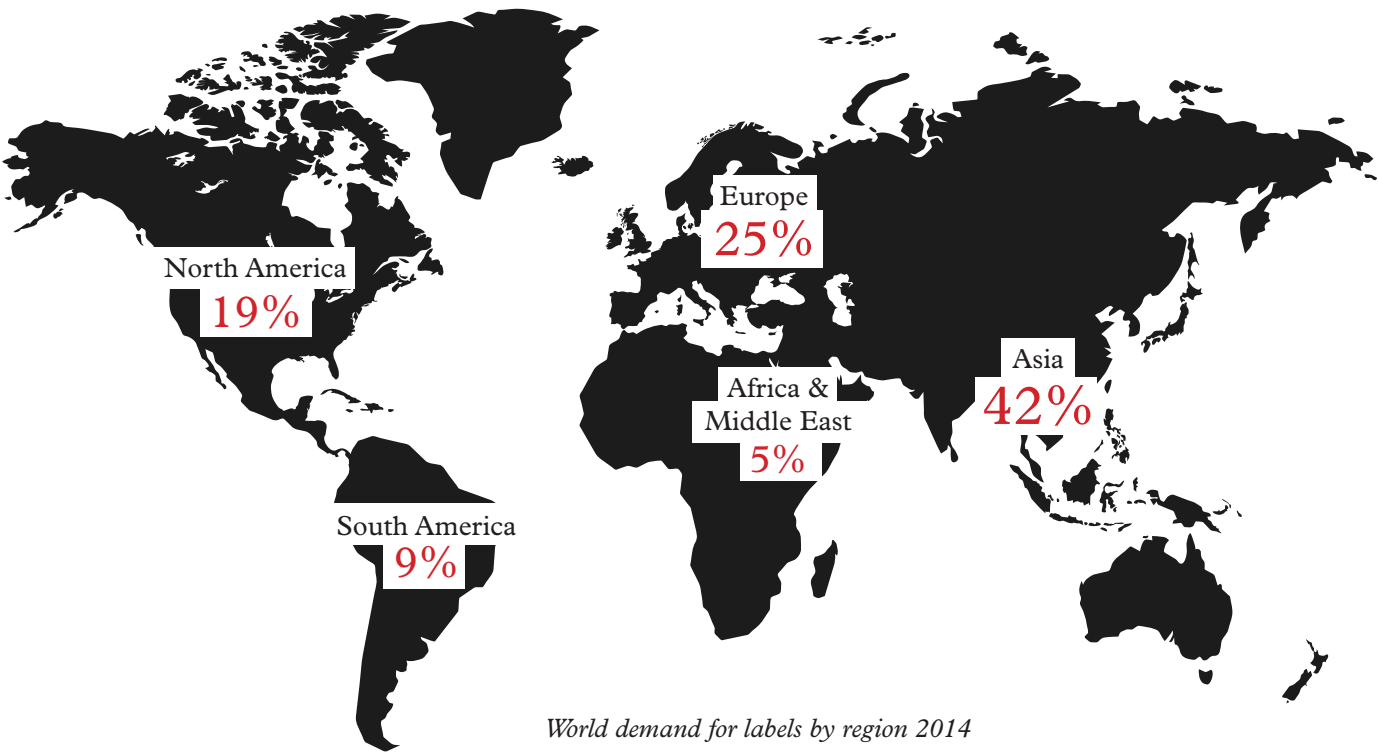 Europe
25%
North America
19%
Asia
42%
Africa &
Middle East
5%
South America
9%
World demand for labels by region 2014